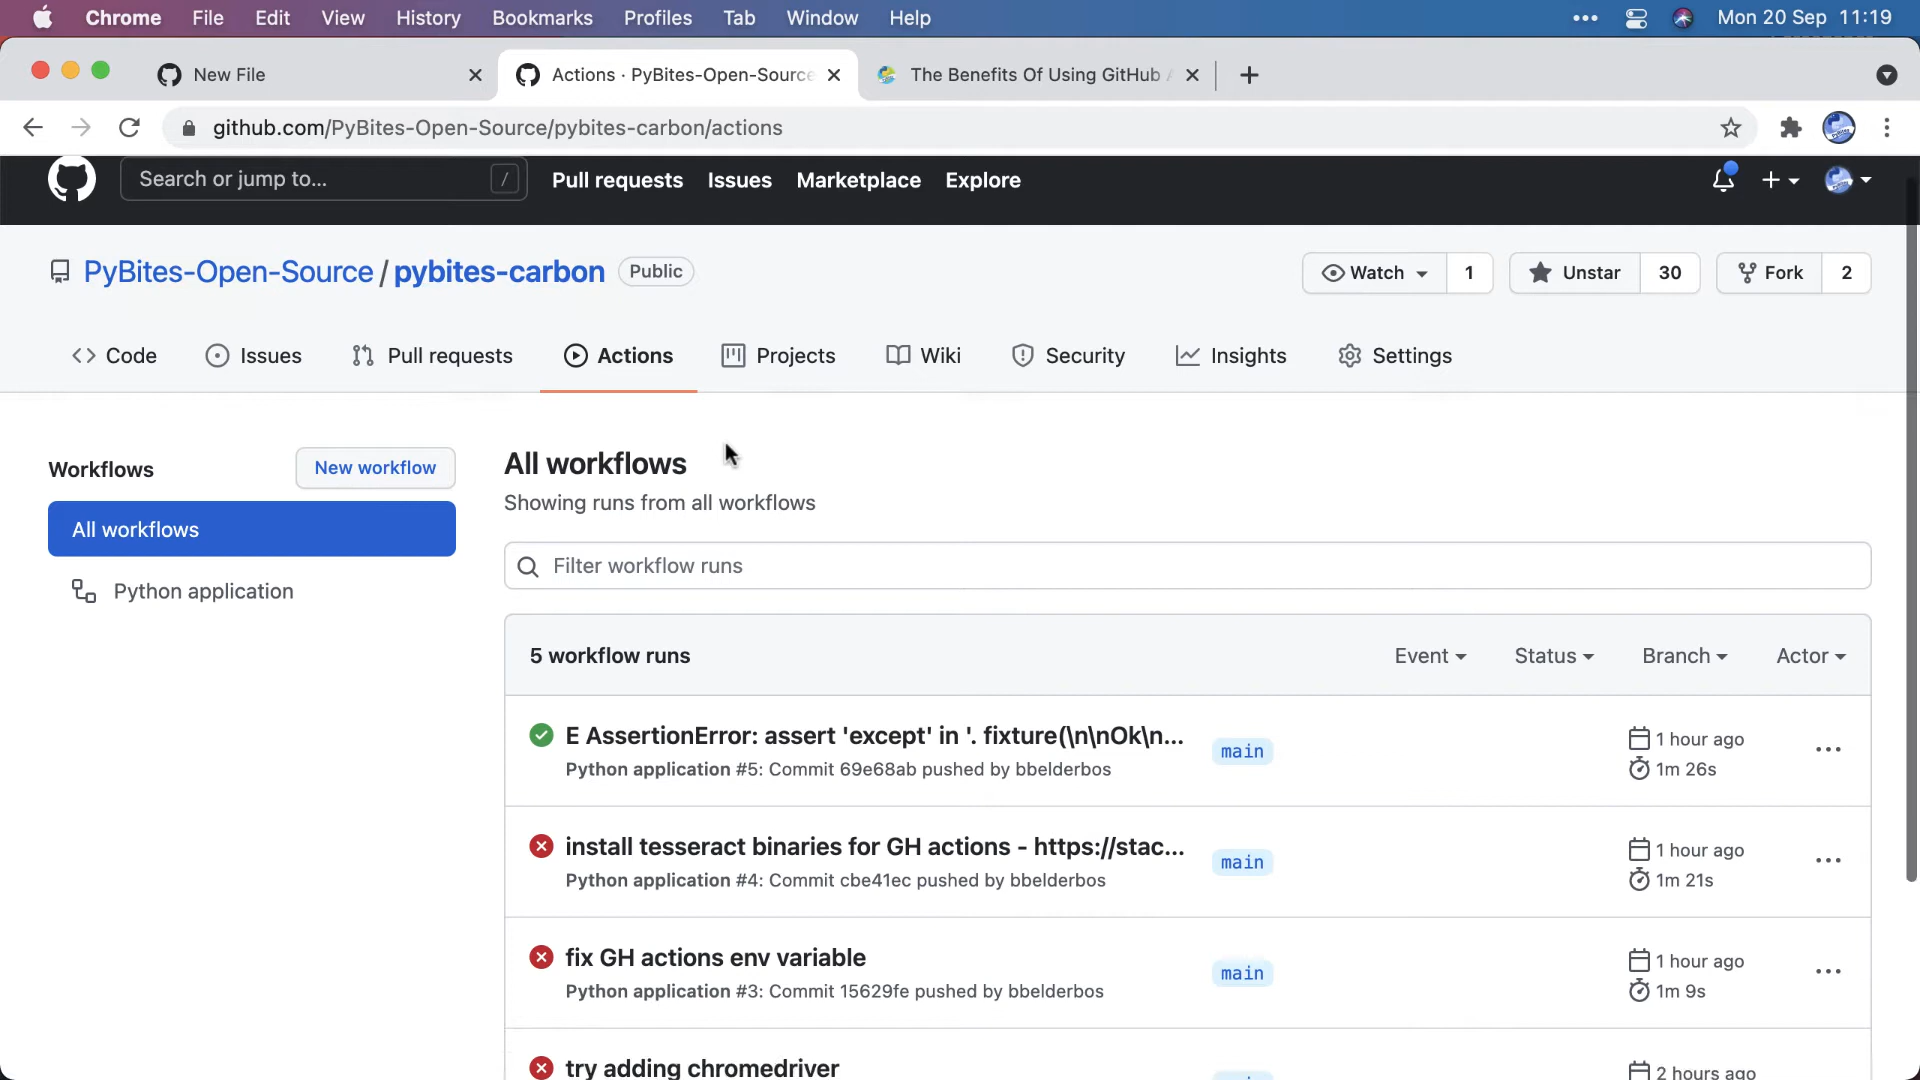 Chrome File Edit View History Bookmarks Profiles Tab Window Help ••• Mon 20 Sep 11:19
New File Actions · PyBites-Open-Source The Benefits Of Using GitHub
github.com/PyBites-Open-Source/pybites-carbon/actions
Search or jump to... / Pull requests Issues Marketplace Explore
PyBites-Open-Source / pybites-carbon Public Watch 1 Unstar 30 Fork 2
Code Issues Pull requests Actions Projects Wiki Security Insights Settings
Workflows New workflow
All workflows
Python application
All workflows
Showing runs from all workflows
Filter workflow runs
5 workflow runs Event Status Branch Actor
E AssertionError: assert 'except' in '. fixture(\n\nOk\n... main 1 hour ago
Python application #5: Commit 69e68ab pushed by bbelderbos 1m 26s
install tesseract binaries for GH actions - https://stac... main 1 hour ago
Python application #4: Commit cbe41ec pushed by bbelderbos 1m 21s
fix GH actions env variable main 1 hour ago
Python application #3: Commit 15629fe pushed by bbelderbos 1m 9s
try adding chromedriver 2 hours ago